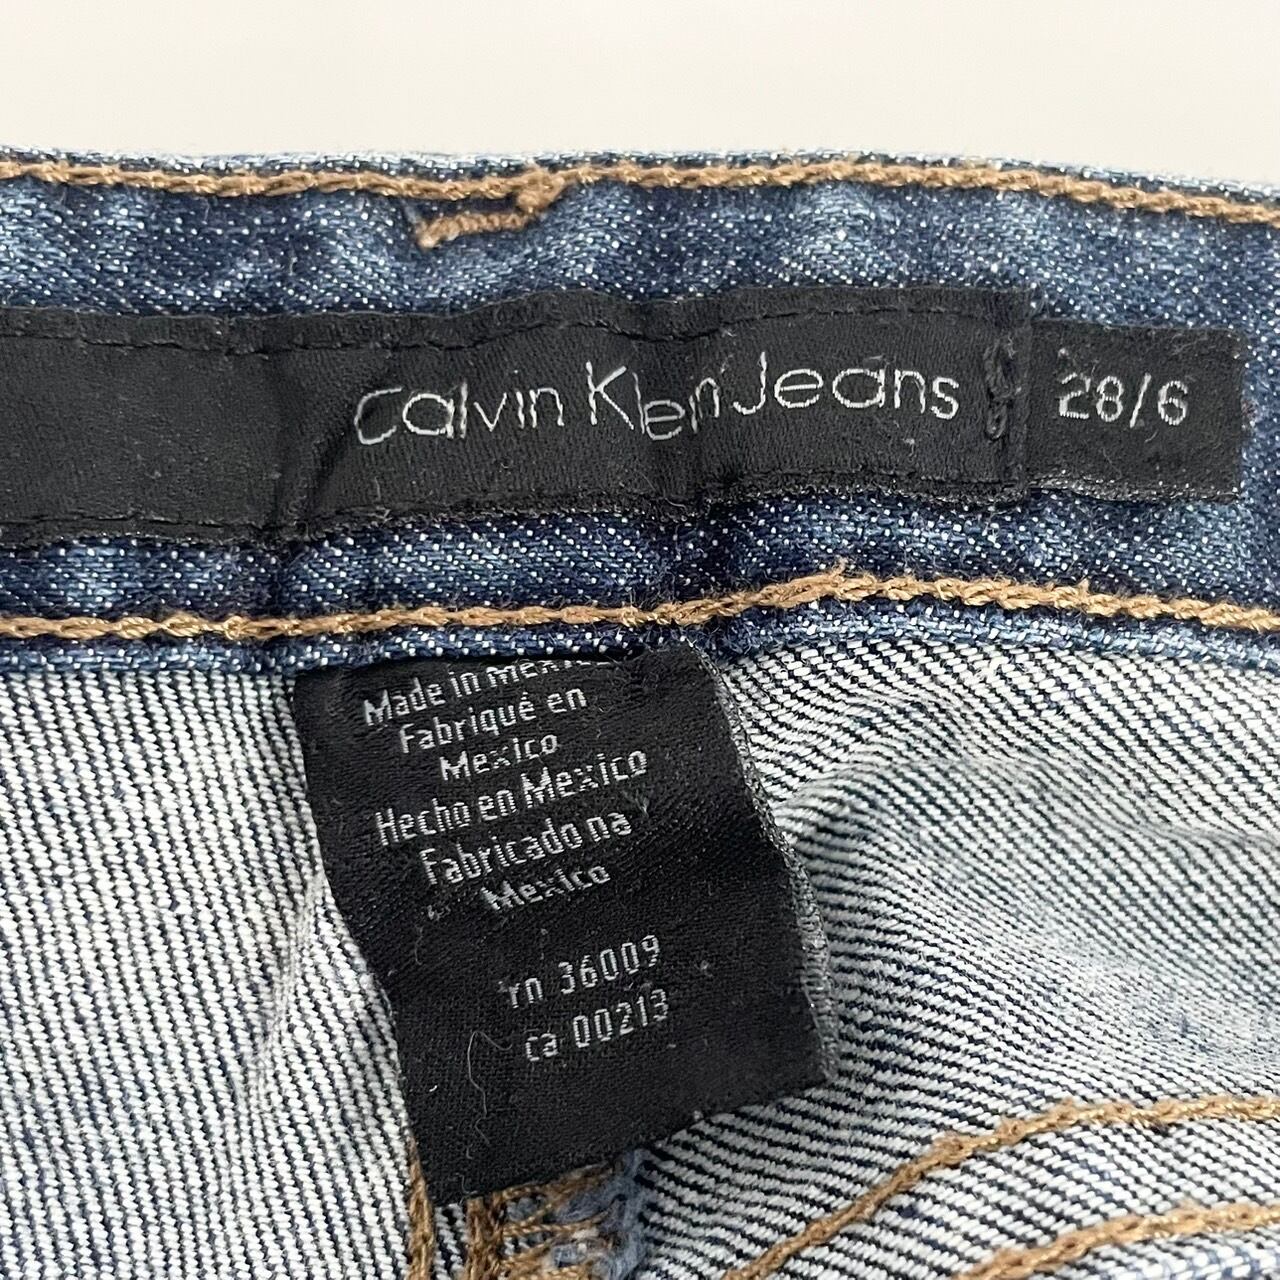 Calvin Klein Jeans 28/6
Made in mexico
Fabriqué en
Mexico
Hecho en Mexico
Fabricado na
Mexico
rn 36009
ca 00213